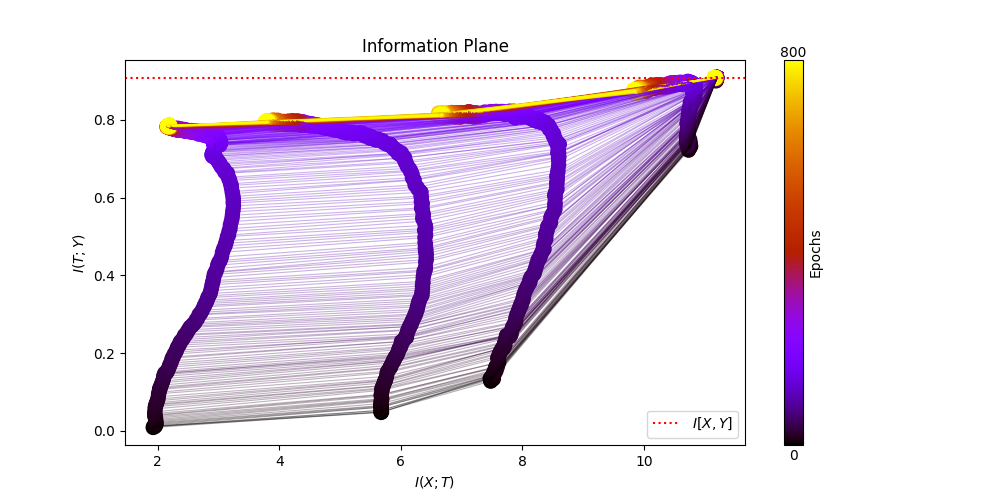 Information Plane
800
0.8
0.6
0.4
0.2
0.0
I(T; Y)
2
4
6
8
10
I(X; T)
I[X, Y]
Epochs
0